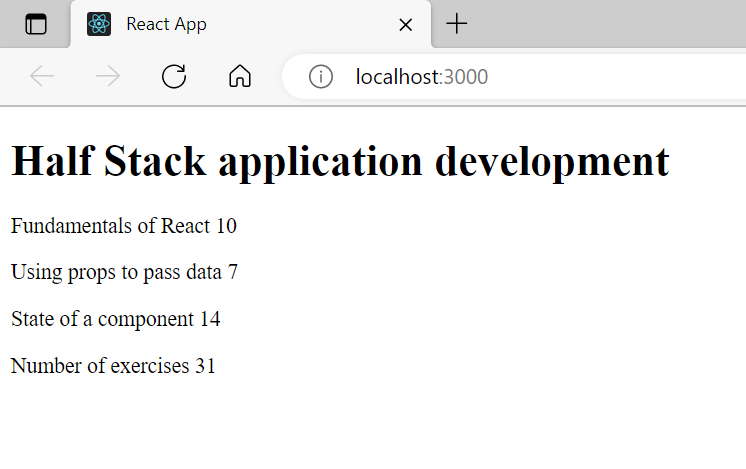 React App
localhost:3000
Half Stack application development
Fundamentals of React 10
Using props to pass data 7
State of a component 14
Number of exercises 31